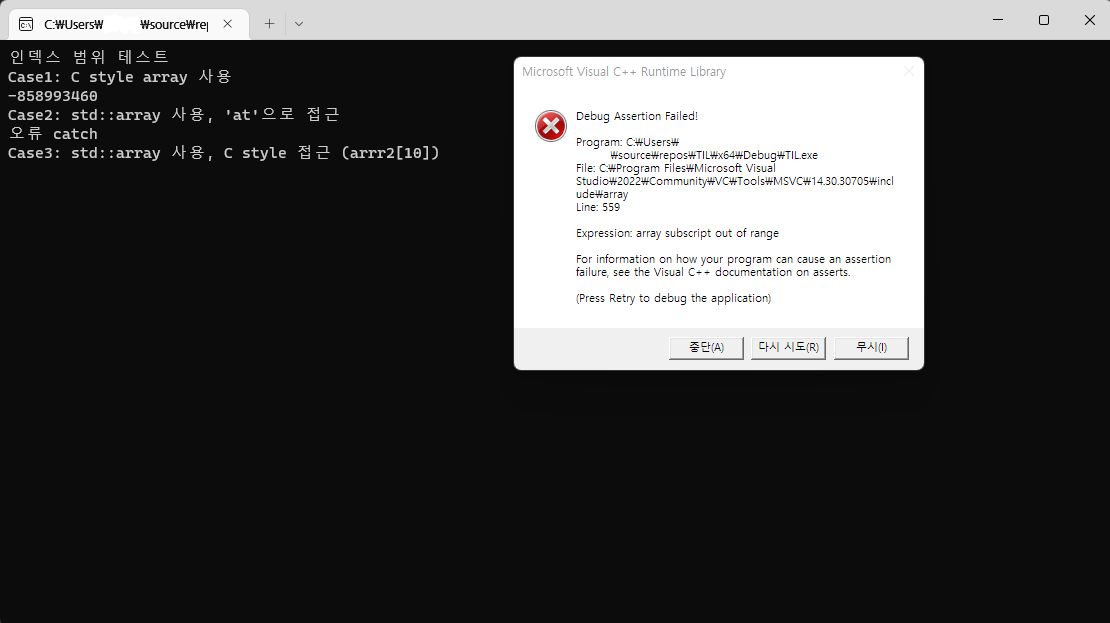 C:₩Users₩ ₩source₩rep
인덱스 범위 테스트
Case1: C style array 사용
-858993460
Case2: std::array 사용, 'at'으로 접근
오류 catch
Case3: std::array 사용, C style 접근 (arrr2[10])
Microsoft Visual C++ Runtime Library
Debug Assertion Failed!
Program: C:₩Users₩
₩source₩repos₩TIL₩x64₩Debug₩TIL.exe
File: C:₩Program Files₩Microsoft Visual
Studio₩2022₩Community₩VC₩Tools₩MSVC₩14.30.30705₩incl
ude₩array
Line: 559
Expression: array subscript out of range
For information on how your program can cause an assertion
failure, see the Visual C++ documentation on asserts.
(Press Retry to debug the application)
중단(A) 다시 시도(R) 무시(I)